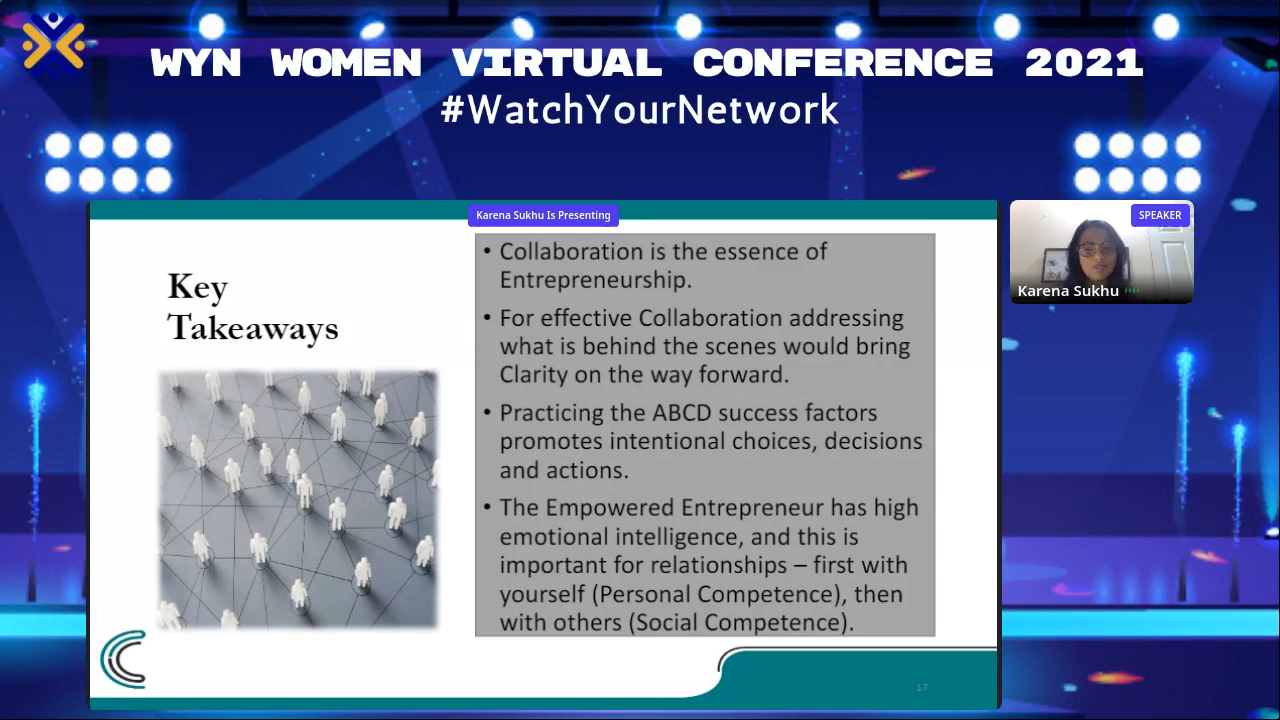 WYN WOMEN VIRTUAL CONFERENCE 2021
#WatchYourNetwork
Karena Sukhu Is Presenting
SPEAKER
Karena Sukhu
Key
Takeaways
• Collaboration is the essence of
Entrepreneurship.
• For effective Collaboration addressing
what is behind the scenes would bring
Clarity on the way forward.
• Practicing the ABCD success factors
promotes intentional choices, decisions
and actions.
• The Empowered Entrepreneur has high
emotional intelligence, and this is
important for relationships – first with
yourself (Personal Competence), then
with others (Social Competence).
17